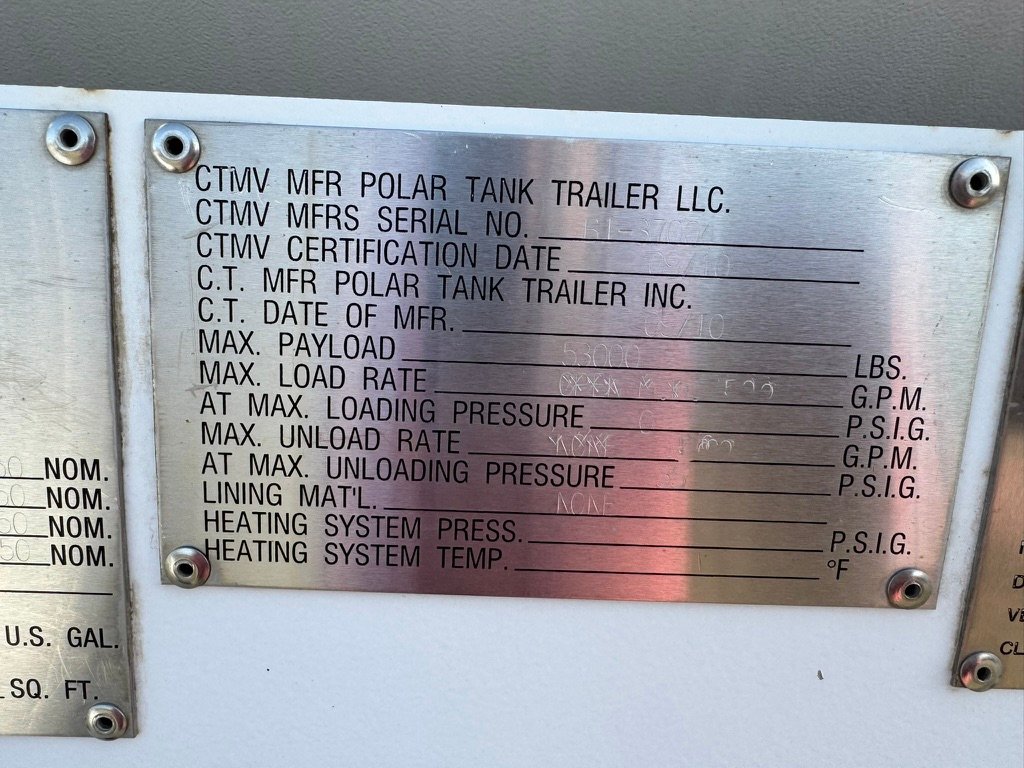 CTMV MFR POLAR TANK TRAILER LLC.
CTMV MFRS SERIAL NO.
CTMV CERTIFICATION DATE
C.T. MFR POLAR TANK TRAILER INC.
C.T. DATE OF MFR.
MAX. PAYLOAD 53000 LBS.
MAX. LOAD RATE G.P.M.
AT MAX. LOADING PRESSURE P.S.I.G.
MAX. UNLOAD RATE G.P.M.
AT MAX. UNLOADING PRESSURE P.S.I.G.
LINING MAT'L. NONE
HEATING SYSTEM PRESS. P.S.I.G.
HEATING SYSTEM TEMP. °F
NOM.
NOM.
NOM.
NOM.
U.S. GAL.
SQ. FT.